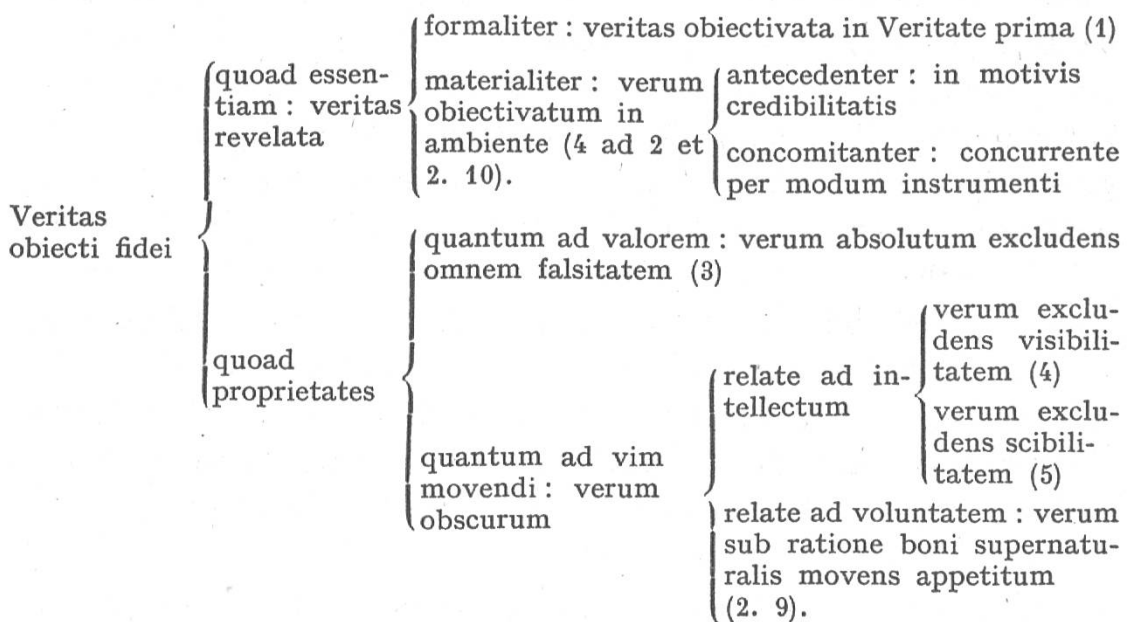 Veritas
obiecti fidei
quoad essen-
tiam : veritas
revelata
formaliter : veritas obiectivata in Veritate prima (1)
materialiter : verum
obiectivatum in
ambiente (4 ad 2 et
2. 10).
antecedenter : in motivis
credibilitatis
concomitanter : concurrente
per modum instrumenti
quoad
proprietates
quantum ad valorem : verum absolutum excludens
omnem falsitatem (3)
quantum ad vim
movendi : verum
obscurum
relate ad in-
tellectum
verum exclu-
dens visibili-
tatem (4)
verum exclu-
dens scibili-
tatem (5)
relate ad voluntatem : verum
sub ratione boni supernatu-
ralis movens appetitum
(2. 9).